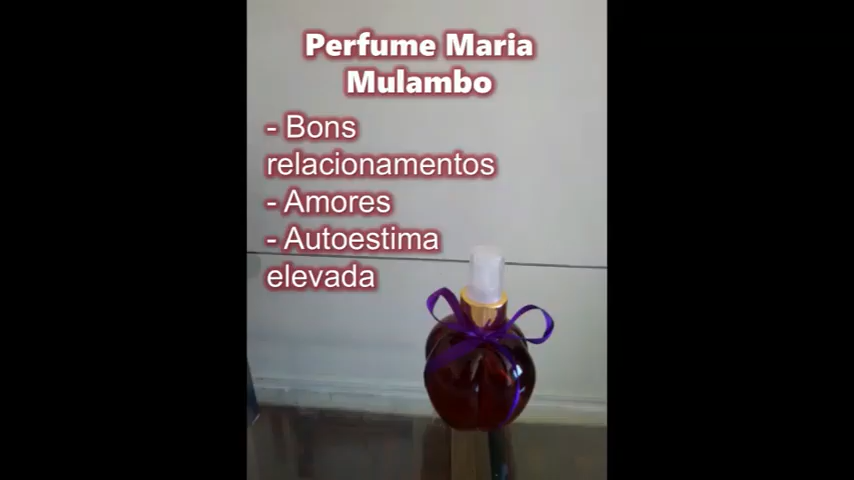 Perfume Maria
Mulambo
- Bons
relacionamentos
- Amores
- Autoestima
elevada